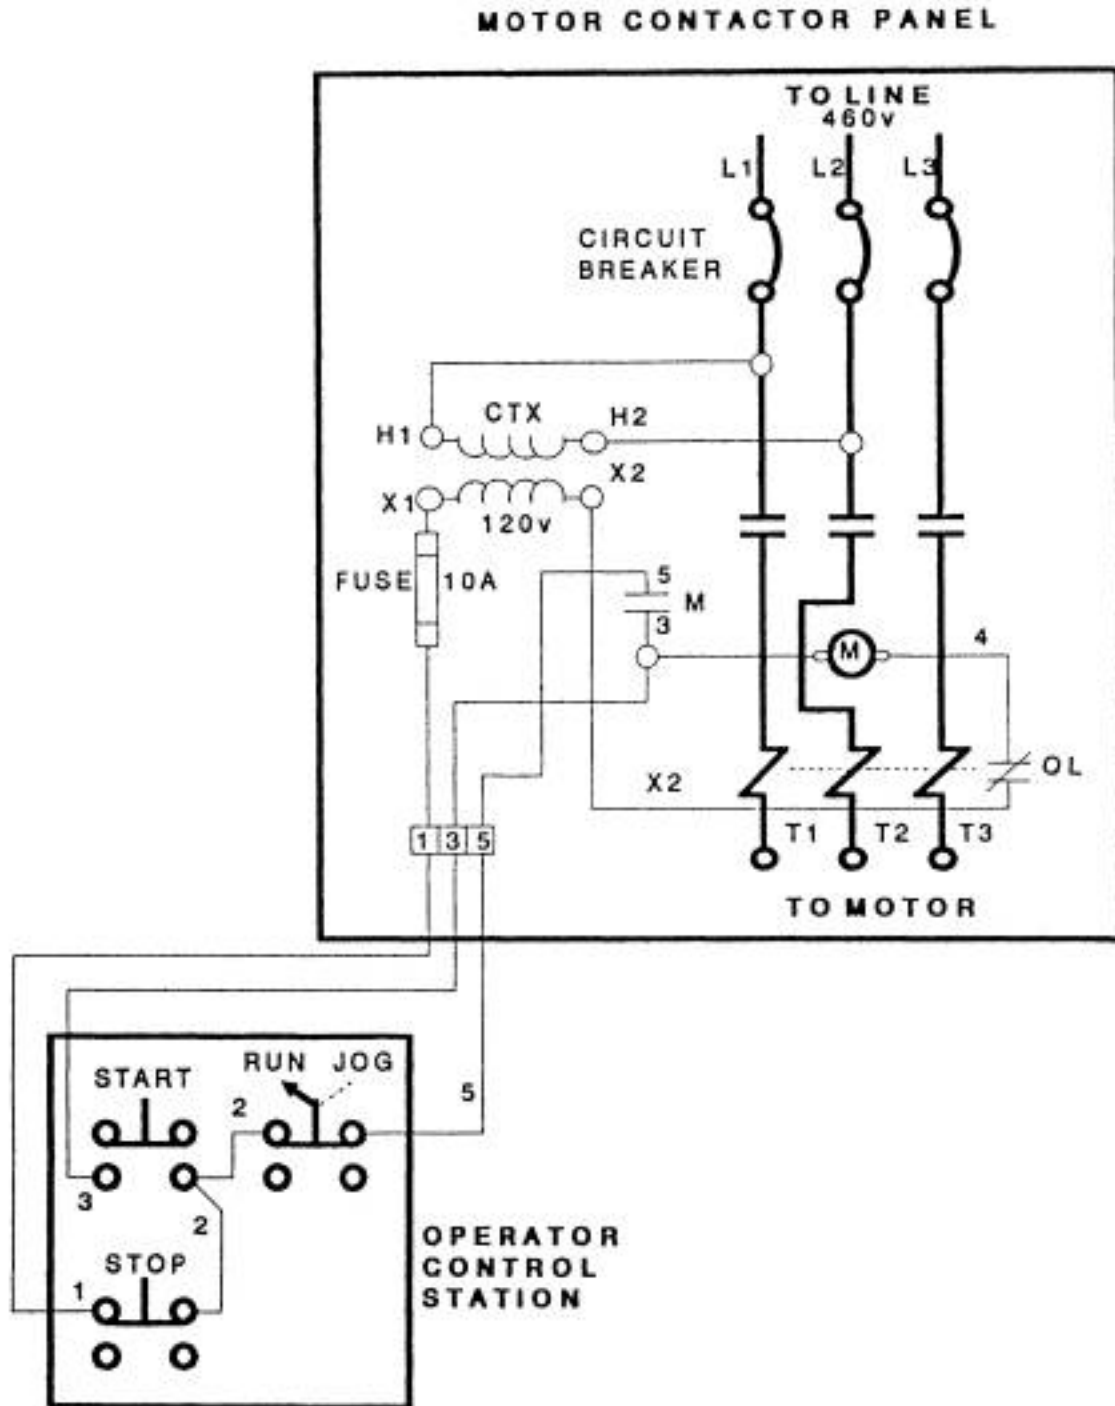 MOTOR CONTACTOR PANEL
TO LINE
460v
L1 L2 L3
CIRCUIT
BREAKER
CTX
H1
H2
X1
X2
120v
FUSE 10A
5
M
3
M
4
OL
X2
1 3 5
T1 T2 T3
TO MOTOR
START
RUN JOG
2
5
3
2
STOP
1
OPERATOR
CONTROL
STATION